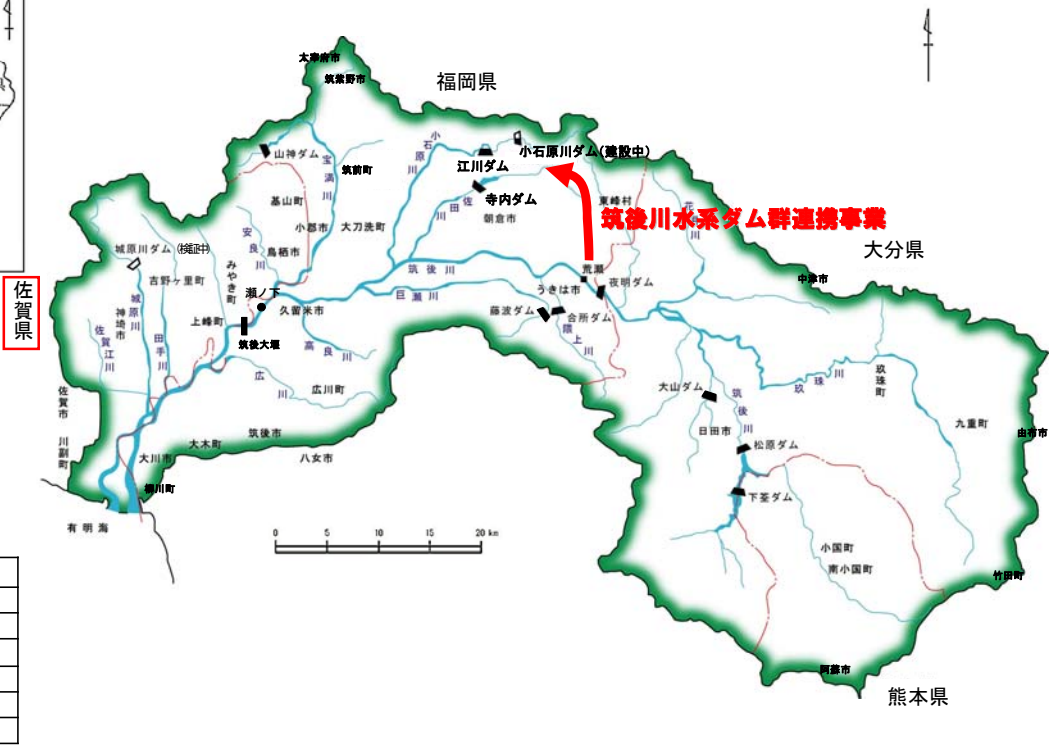 太宰府市
筑紫野市
福岡県
山神ダム
宝満川
筑前町
小石原川
江川ダム
小石原川ダム(建設中)
寺内ダム
佐田川
朝倉市
東峰村
花月川
筑後川水系ダム群連携事業
大分県
中津市
基山町
小郡市
大刀洗町
安良川
鳥栖市
城原川ダム (検証中)
吉野ヶ里町
みやき町
瀬ノ下
久留米市
筑後川
巨瀬川
荒瀬
うきは市
夜明ダム
藤波ダム
合所ダム
隈上川
佐賀県
佐賀江川
神埼市
城原川
田手川
上峰町
筑後大堰
高良川
広川
広川町
大山ダム
日田市
筑後川
玖珠川
玖珠町
九重町
由布市
松原ダム
下筌ダム
佐賀市 川副町
大川市
大木町
筑後市
八女市
柳川町
有明海
0 5 10 15 20 km
小国町
南小国町
竹田町
阿蘇市
熊本県